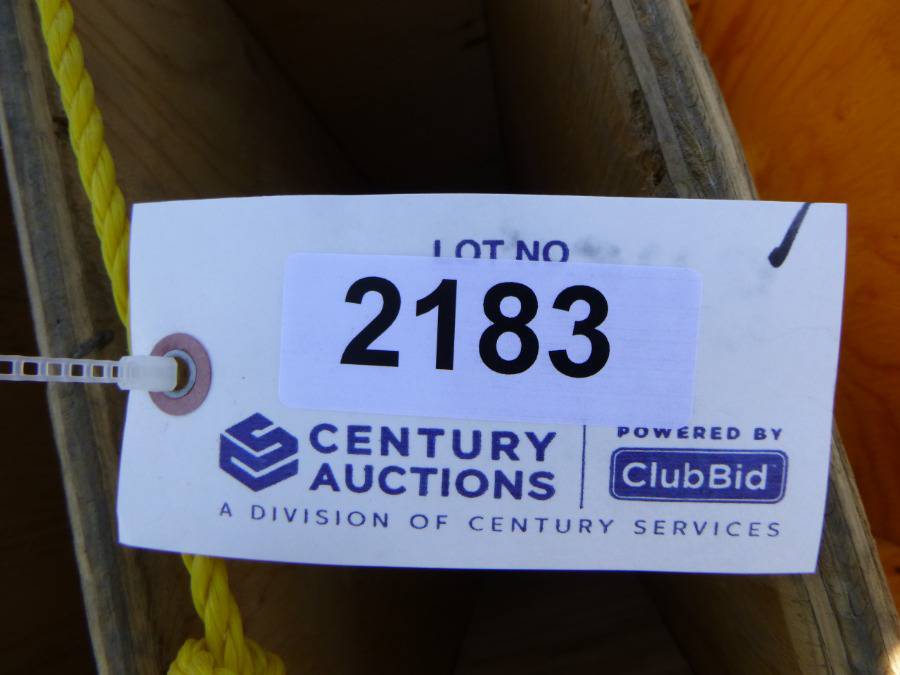 LOT NO
2183
CENTURY
AUCTIONS
POWERED BY
ClubBid
A DIVISION OF CENTURY SERVICES